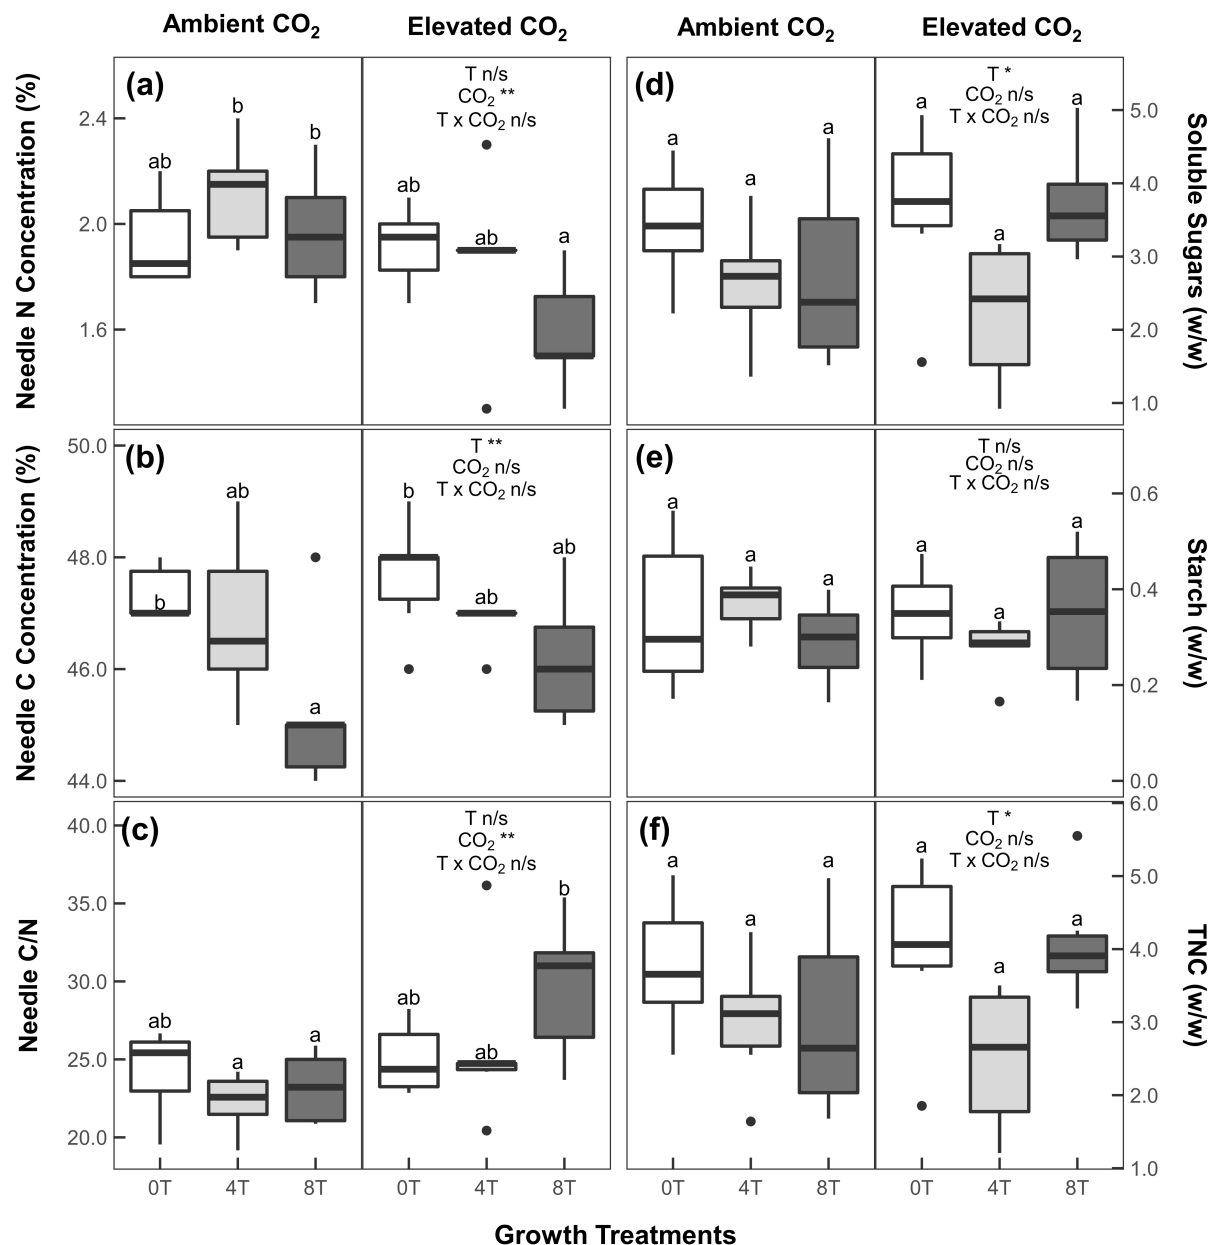 Ambient CO₂ Elevated CO₂ Ambient CO₂ Elevated CO₂
Needle N Concentration (%)
(a)
2.4
2.0
1.6
ab
b
b
T n/s
CO₂ **
T x CO₂ n/s
ab
ab
a
(d)
a
a
a
T *
CO₂ n/s
T x CO₂ n/s
a
a
a
5.0
4.0
3.0
2.0
1.0
Soluble Sugars (w/w)
Needle C Concentration (%)
(b)
50.0
48.0
46.0
44.0
b
ab
a
T **
CO₂ n/s
T x CO₂ n/s
b
ab
ab
(e)
a
a
a
T n/s
CO₂ n/s
T x CO₂ n/s
a
a
a
0.6
0.4
0.2
0.0
Starch (w/w)
Needle C/N
(c)
40.0
35.0
30.0
25.0
20.0
ab
a
a
T n/s
CO₂ **
T x CO₂ n/s
ab
ab
b
(f)
a
a
a
T *
CO₂ n/s
T x CO₂ n/s
a
a
a
6.0
5.0
4.0
3.0
2.0
1.0
TNC (w/w)
0T 4T 8T 0T 4T 8T 0T 4T 8T 0T 4T 8T
Growth Treatments